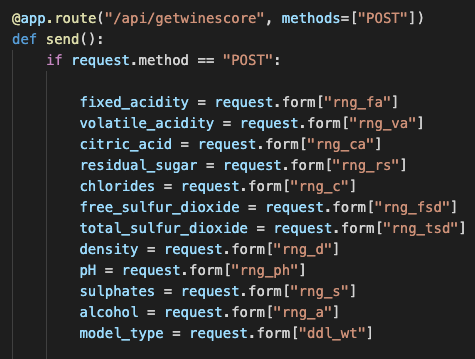 @app.route("/api/getwinescore", methods=["POST"])
def send():
    if request.method == "POST":
        fixed_acidity = request.form["rng_fa"]
        volatile_acidity = request.form["rng_va"]
        citric_acid = request.form["rng_ca"]
        residual_sugar = request.form["rng_rs"]
        chlorides = request.form["rng_c"]
        free_sulfur_dioxide = request.form["rng_fsd"]
        total_sulfur_dioxide = request.form["rng_tsd"]
        density = request.form["rng_d"]
        pH = request.form["rng_ph"]
        sulphates = request.form["rng_s"]
        alcohol = request.form["rng_a"]
        model_type = request.form["ddl_wt"]